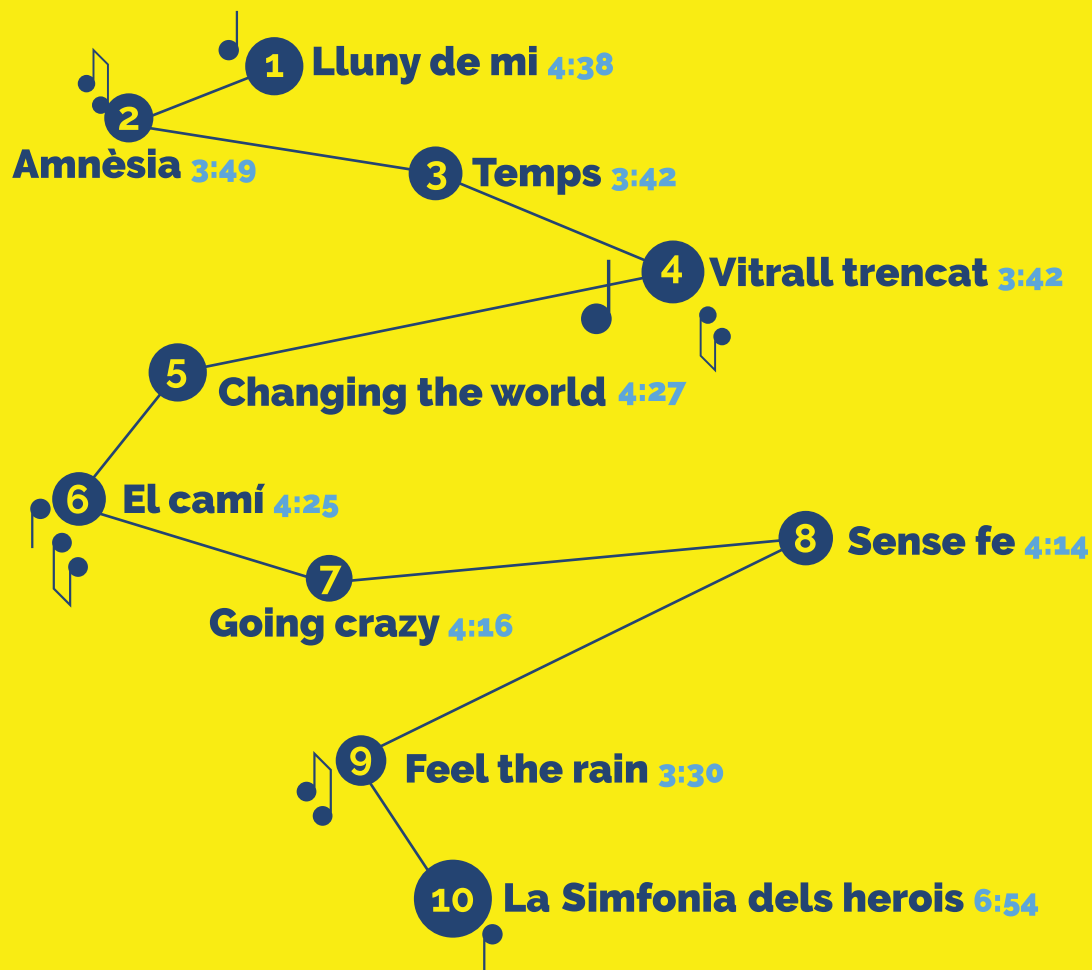 1 Lluny de mi 4:38
2
Amnèsia 3:49
3 Temps 3:42
4 Vitrall trencat 3:42
5 Changing the world 4:27
6 El camí 4:25
7
Going crazy 4:16
8 Sense fe 4:14
9 Feel the rain 3:30
10 La Simfonia dels herois 6:54